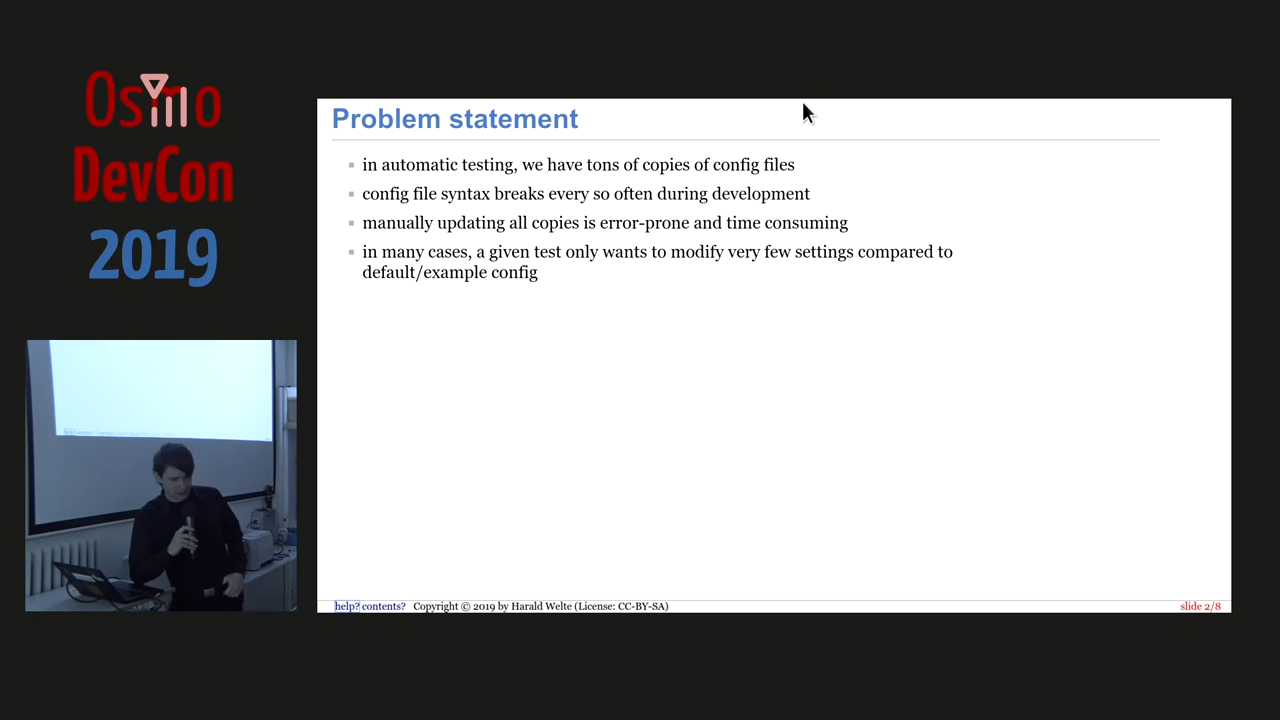 Osmo
DevCon
2019
Problem statement
in automatic testing, we have tons of copies of config files
config file syntax breaks every so often during development
manually updating all copies is error-prone and time consuming
in many cases, a given test only wants to modify very few settings compared to
default/example config
help? contents? Copyright © 2019 by Harald Welte (License: CC-BY-SA)
slide 2/8